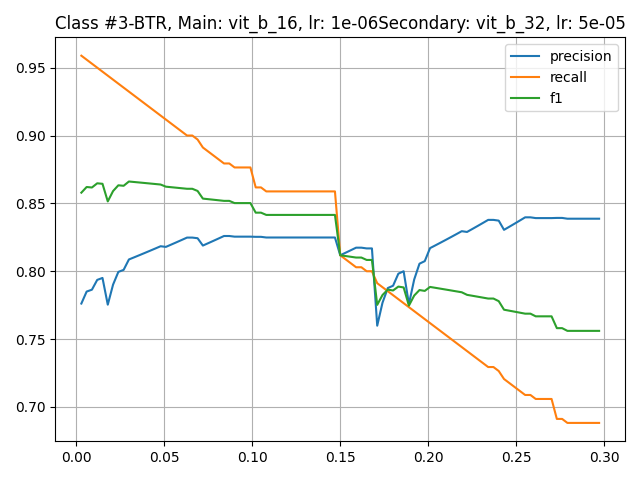 Class #3-BTR, Main: vit_b_16, lr: 1e-06Secondary: vit_b_32, lr: 5e-05
precision
recall
f1
0.95
0.90
0.85
0.80
0.75
0.70
0.00 0.05 0.10 0.15 0.20 0.25 0.30